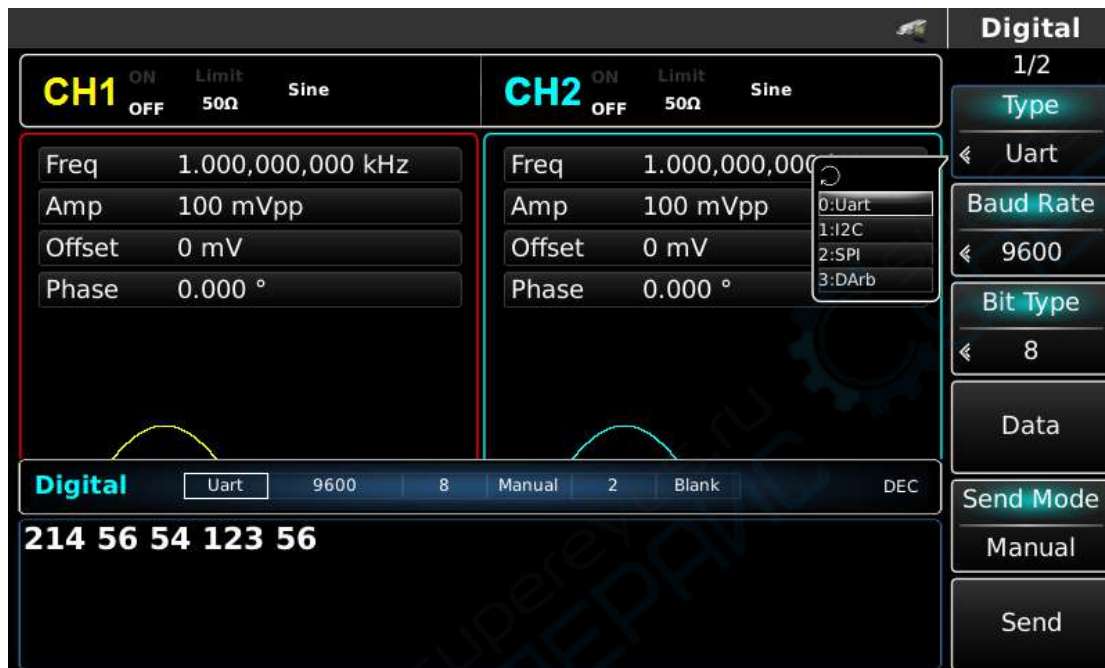 Digital
1/2
CH1 ON OFF Limit 50Ω Sine
CH2 ON OFF Limit 50Ω Sine
Type
Uart
Freq 1.000,000,000 kHz
Amp 100 mVpp
Offset 0 mV
Phase 0.000 °
Freq 1.000,000,000
Amp 100 mVpp
Offset 0 mV
Phase 0.000 °
0:Uart
1:I2C
2:SPI
3:DArb
Baud Rate
9600
Bit Type
8
Data
Digital Uart 9600 8 Manual 2 Blank DEC
214 56 54 123 56
Send Mode
Manual
Send